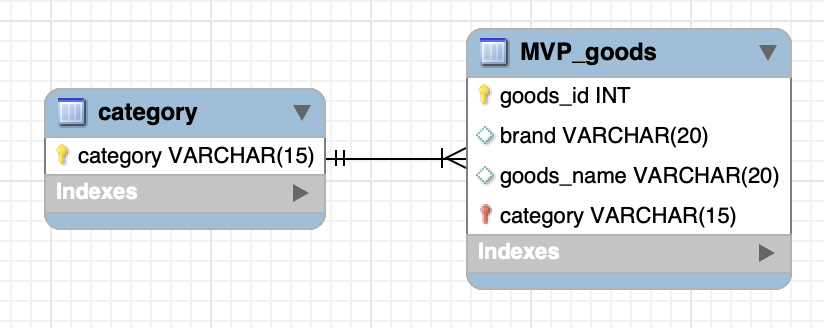 category
category VARCHAR(15)
Indexes
MVP_goods
goods_id INT
brand VARCHAR(20)
goods_name VARCHAR(20)
category VARCHAR(15)
Indexes